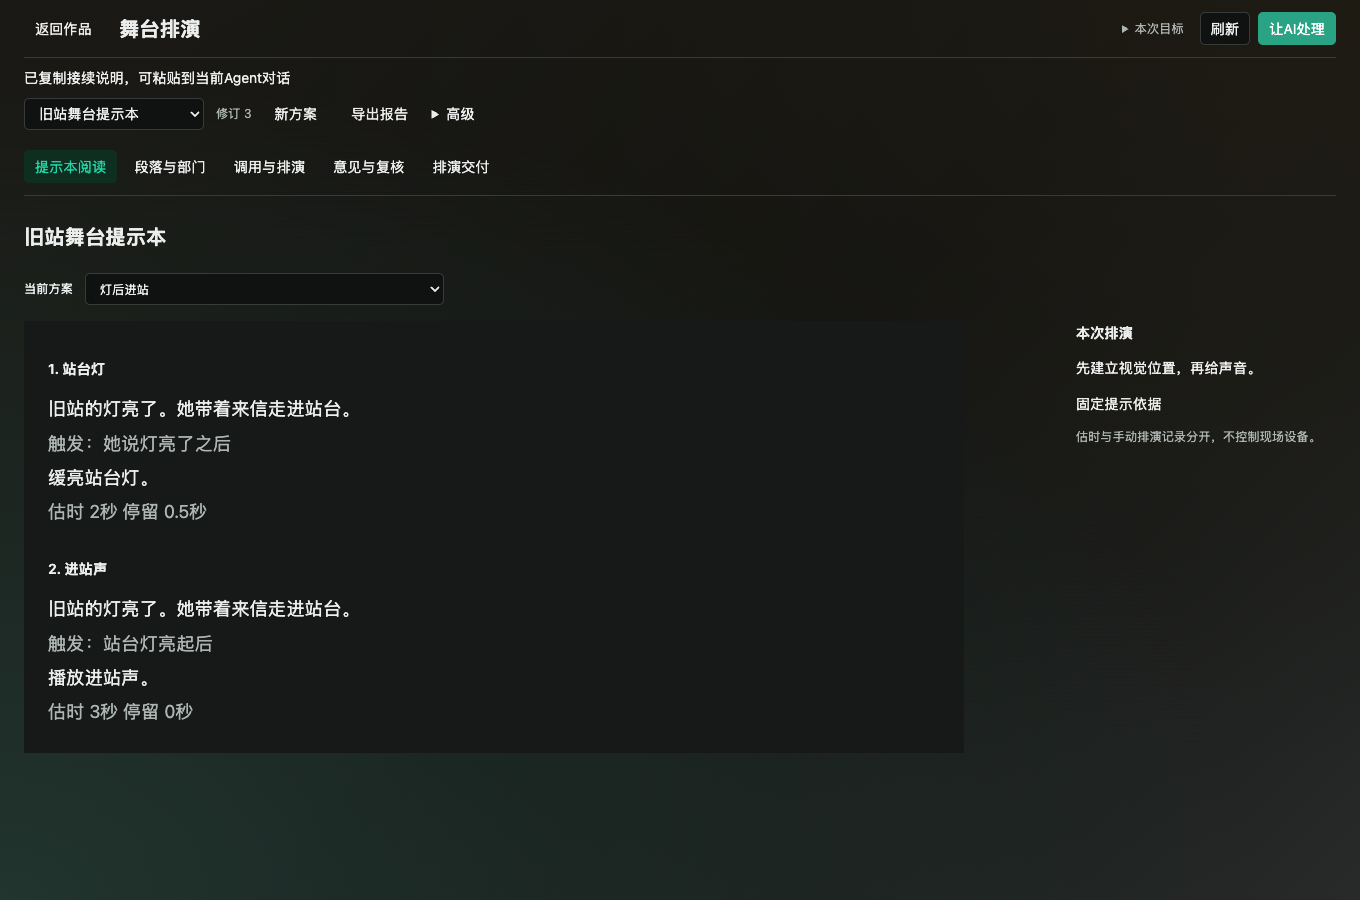 返回作品 舞台排演 ▶ 本次目标 刷新 让AI处理
已复制接续说明，可粘贴到当前Agent对话
旧站舞台提示本 修订 3 新方案 导出报告 ▶ 高级
提示本阅读 段落与部门 调用与排演 意见与复核 排演交付
旧站舞台提示本
当前方案 灯后进站
1. 站台灯
旧站的灯亮了。她带着来信走进站台。
触发：她说灯亮了之后
缓亮站台灯。
估时 2秒 停留 0.5秒
2. 进站声
旧站的灯亮了。她带着来信走进站台。
触发：站台灯亮起后
播放进站声。
估时 3秒 停留 0秒
本次排演
先建立视觉位置，再给声音。
固定提示依据
估时与手动排演记录分开，不控制现场设备。